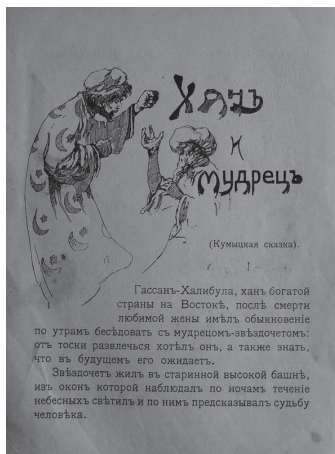 Хانъ
и
мудрецъ
(Кумыцкая сказка).
Гассанъ-Халибула, ханъ богатой
страны на Востокѣ, послѣ смерти
любимой жены имѣлъ обыкновеніе
по утрамъ бесѣдовать съ мудрецомъ-звѣздочетомъ:
отъ тоски развлечься хотѣлъ онъ, а также знать,
что въ будущемъ его ожидаетъ.
Звѣздочетъ жилъ въ старинной высокой башнѣ,
изъ оконъ которой наблюдалъ по ночамъ теченіе
небесныхъ свѣтилъ и по нимъ предсказывалъ судьбу
человѣка.